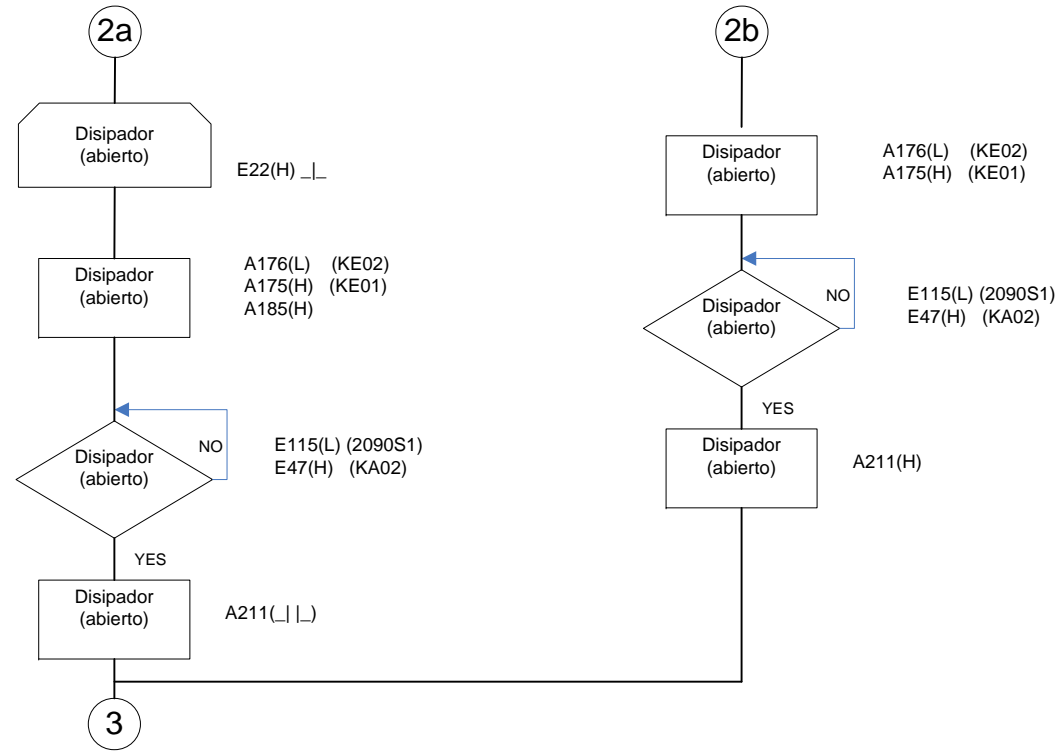 2a
Disipador
(abierto)
E22(H) _|_
Disipador
(abierto)
A176(L) (KE02)
A175(H) (KE01)
A185(H)
Disipador
(abierto)
NO
E115(L) (2090S1)
E47(H) (KA02)
YES
Disipador
(abierto)
A211(_| |_)
3
2b
Disipador
(abierto)
A176(L) (KE02)
A175(H) (KE01)
Disipador
(abierto)
NO
E115(L) (2090S1)
E47(H) (KA02)
YES
Disipador
(abierto)
A211(H)